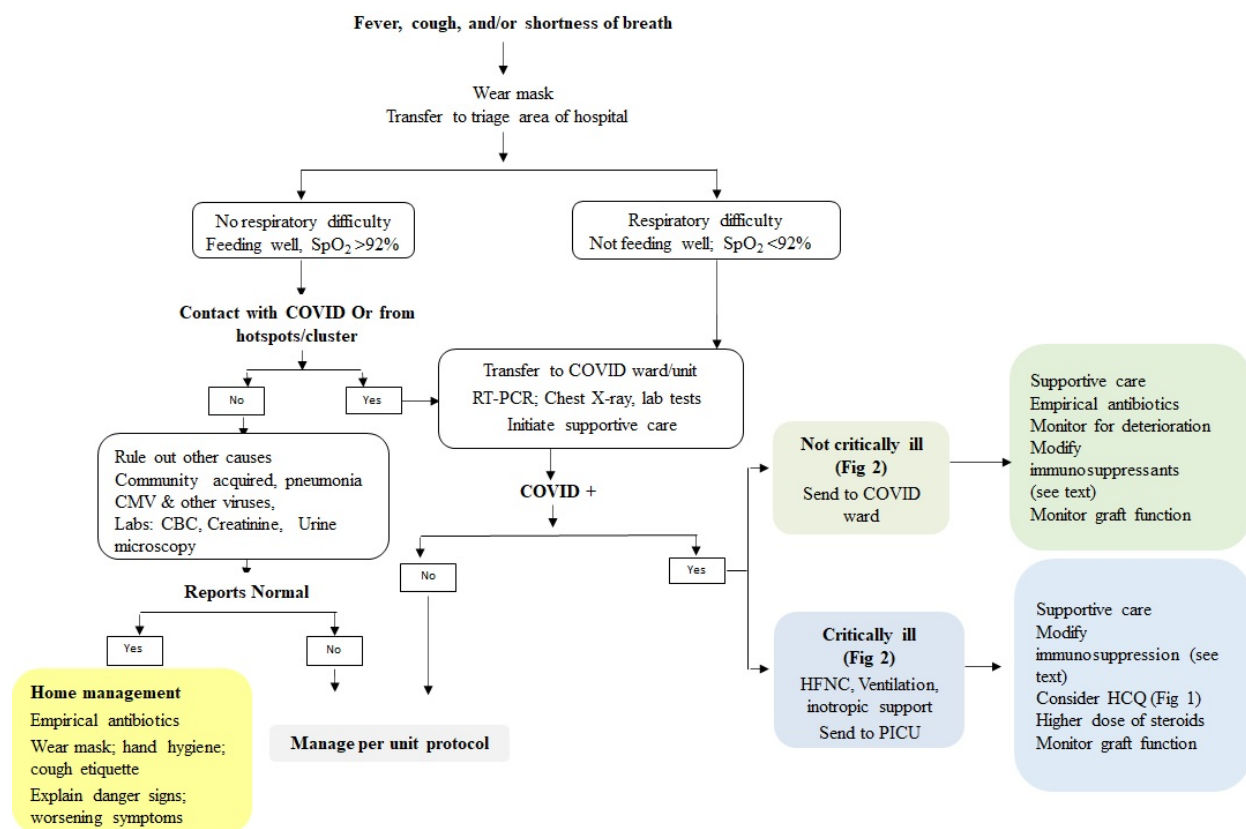 Fever, cough, and/or shortness of breath
Wear mask
Transfer to triage area of hospital
No respiratory difficulty
Feeding well, SpO₂ >92%
Respiratory difficulty
Not feeding well; SpO₂ <92%
Contact with COVID Or from
hotspots/cluster
No
Yes
Transfer to COVID ward/unit
RT-PCR; Chest X-ray, lab tests
Initiate supportive care
Rule out other causes
Community acquired, pneumonia
CMV & other viruses,
Labs: CBC, Creatinine, Urine
microscopy
Reports Normal
Yes
No
Home management
Empirical antibiotics
Wear mask; hand hygiene;
cough etiquette
Explain danger signs;
worsening symptoms
Manage per unit protocol
COVID +
No
Yes
Not critically ill
(Fig 2)
Send to COVID
ward
Supportive care
Empirical antibiotics
Monitor for deterioration
Modify
immunosuppressants
(see text)
Monitor graft function
Critically ill
(Fig 2)
HFNC, Ventilation,
inotropic support
Send to PICU
Supportive care
Modify
immunosuppression (see
text)
Consider HCQ (Fig 1)
Higher dose of steroids
Monitor graft function